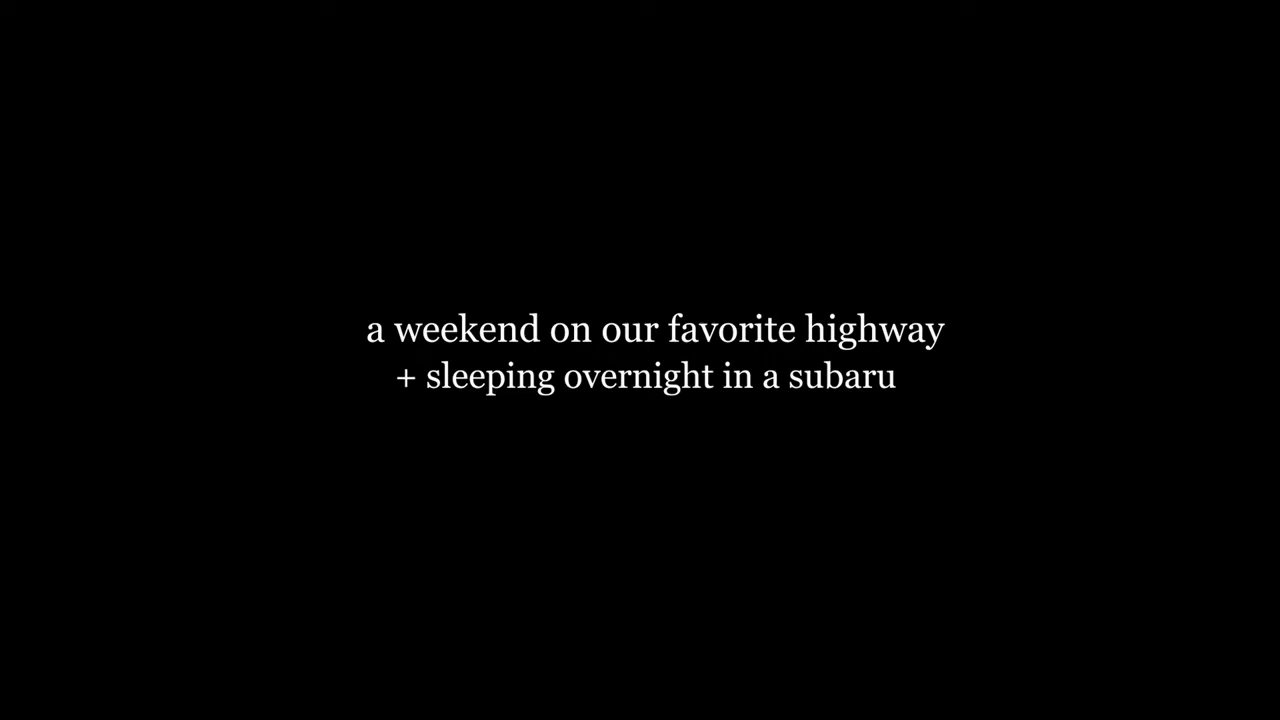 a weekend on our favorite highway
+ sleeping overnight in a subaru